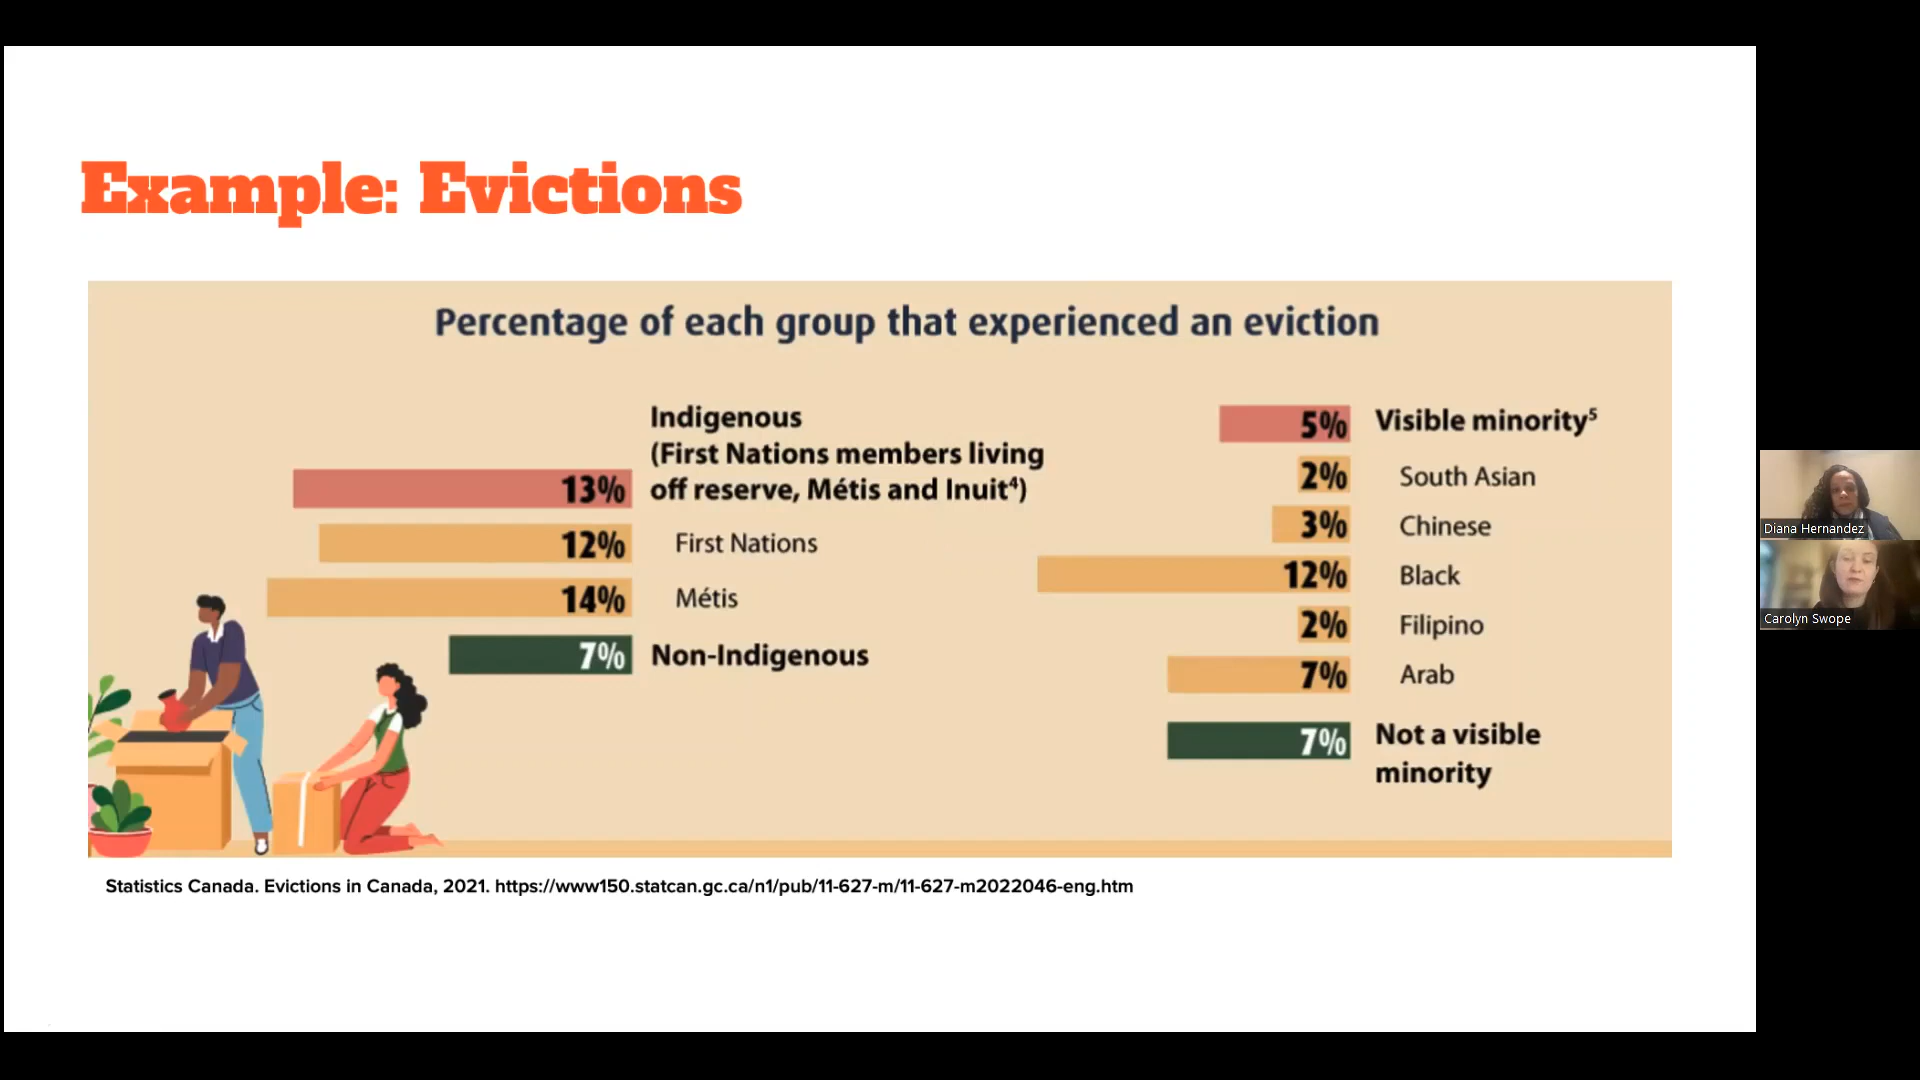 Example: Evictions
Percentage of each group that experienced an eviction
Indigenous
(First Nations members living
13% off reserve, Métis and Inuit⁴)
12% First Nations
14% Métis
7% Non-Indigenous
5% Visible minority⁵
2% South Asian
3% Chinese
12% Black
2% Filipino
7% Arab
7% Not a visible
minority
Statistics Canada. Evictions in Canada, 2021. https://www150.statcan.gc.ca/n1/pub/11-627-m/11-627-m2022046-eng.htm
Diana Hernandez
Carolyn Swope